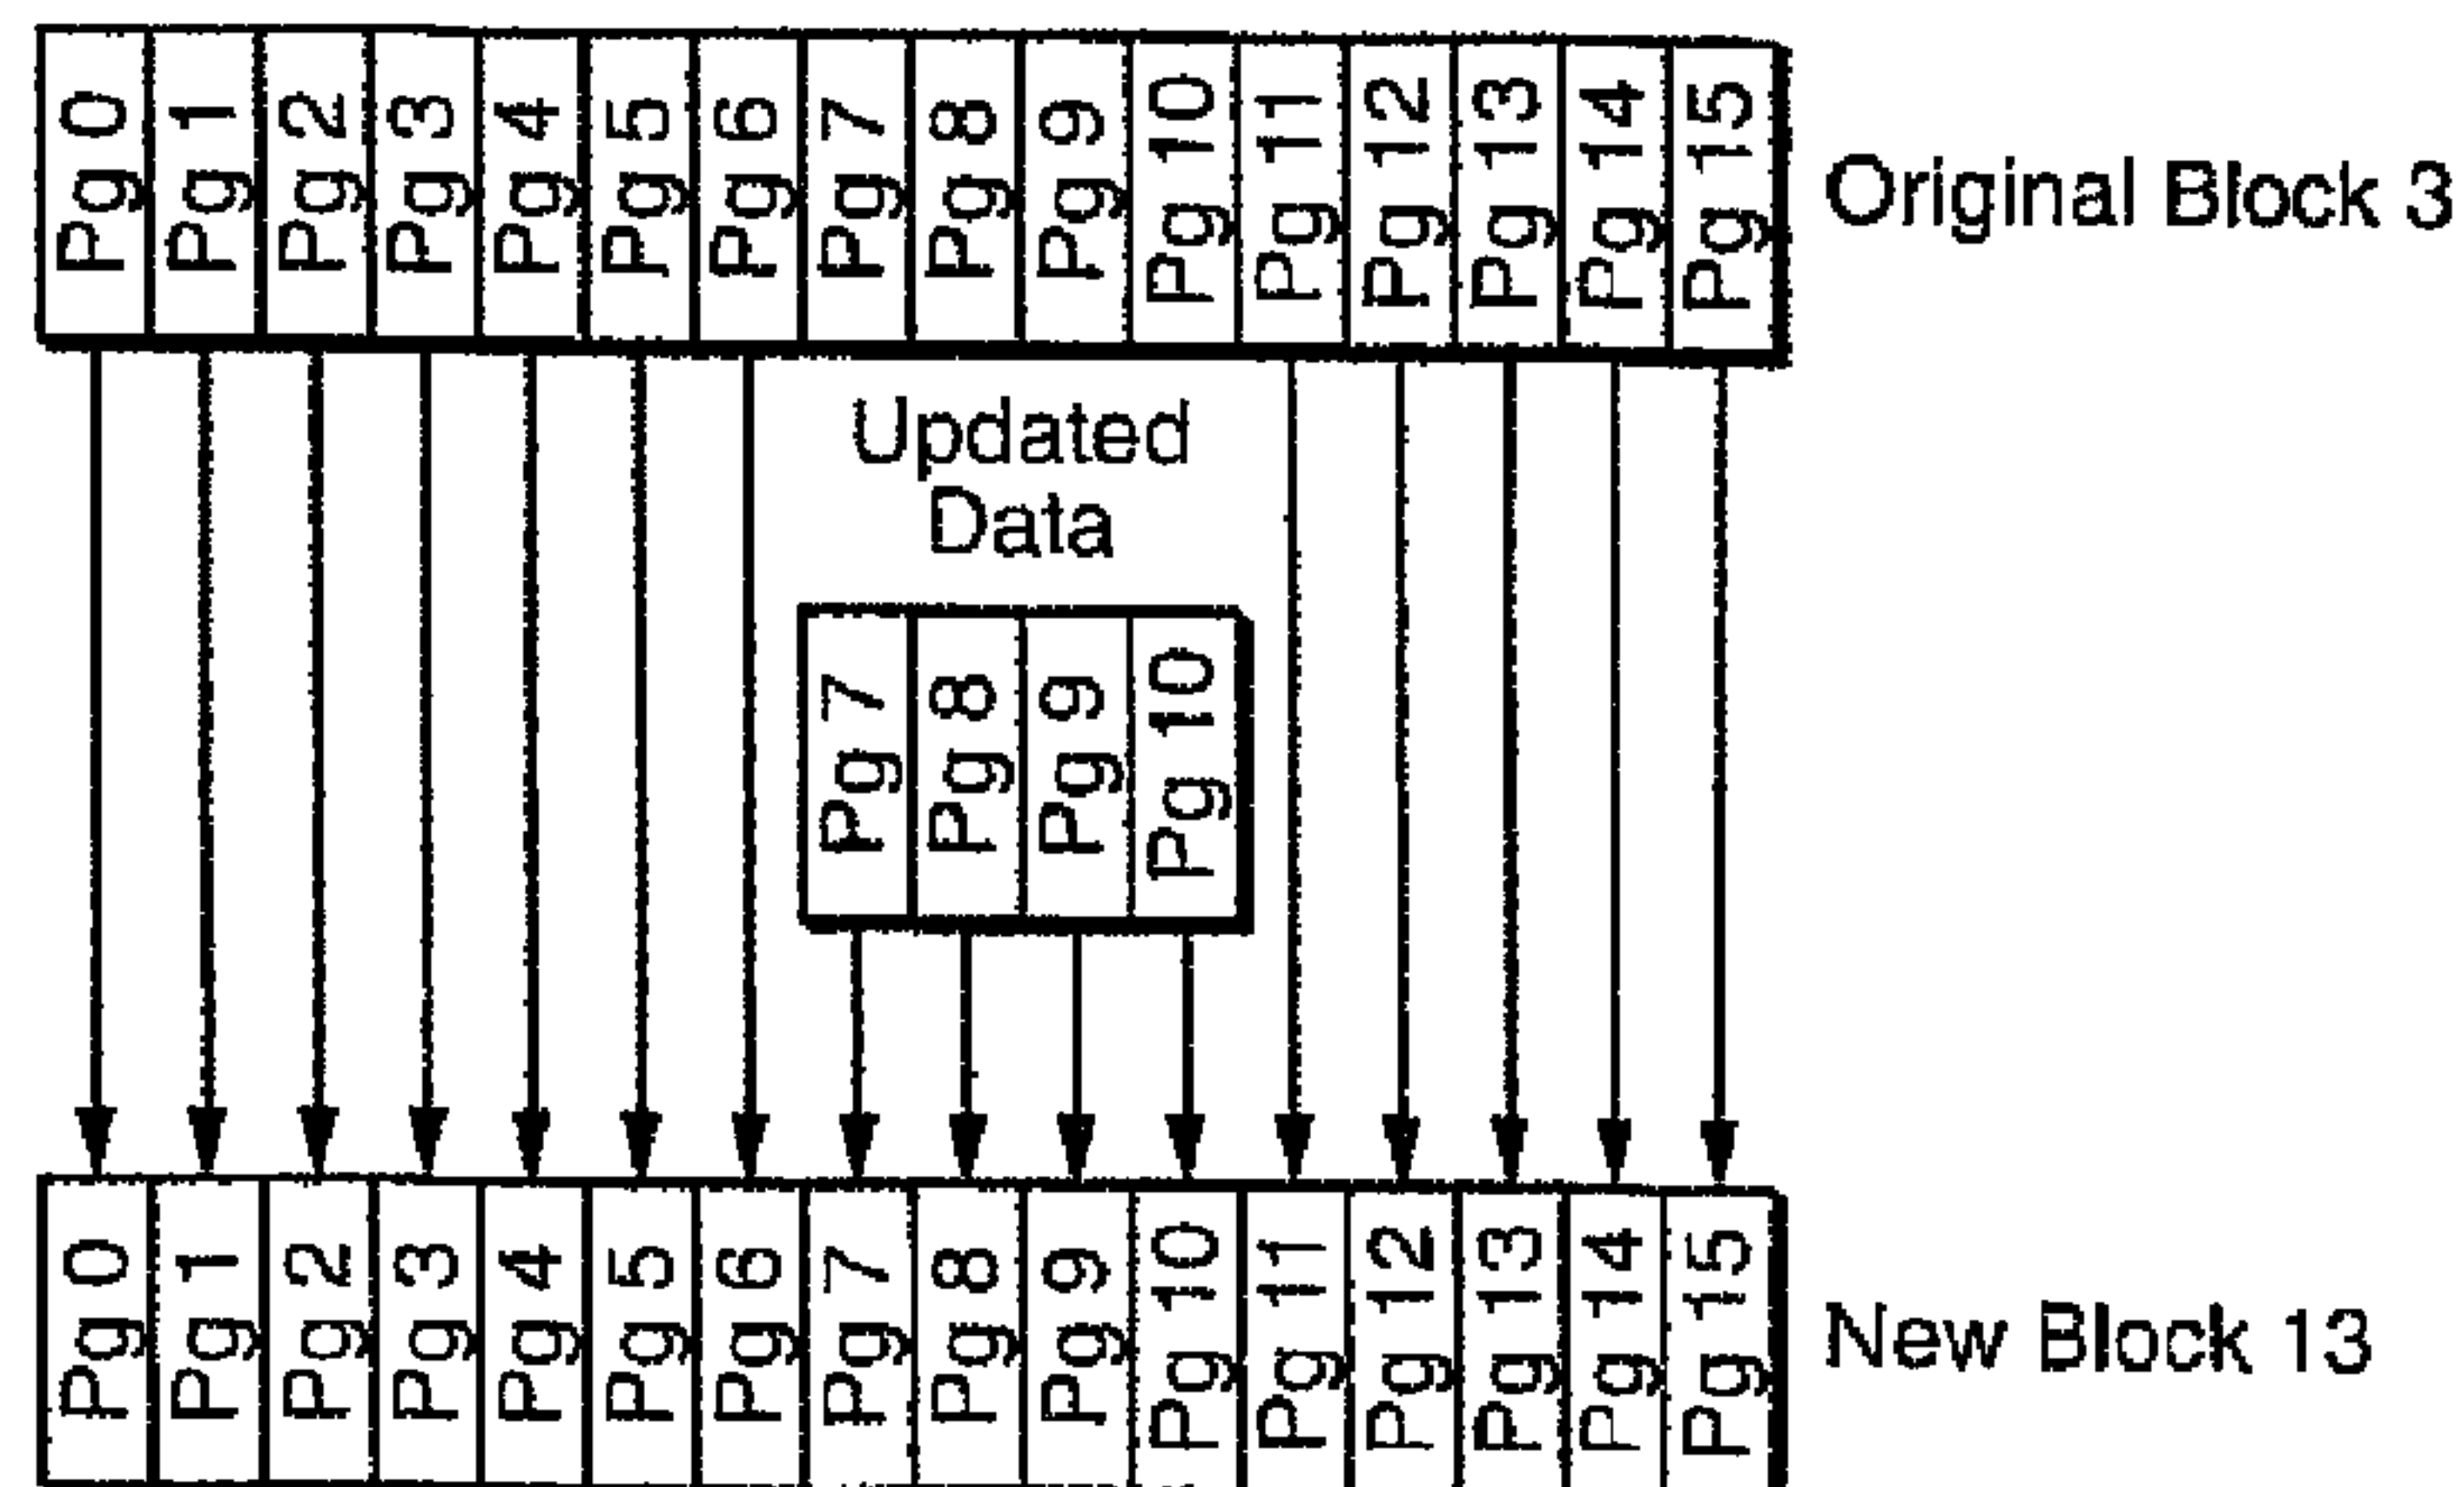 Pg 0 Pg 1 Pg 2 Pg 3 Pg 4 Pg 5 Pg 6 Pg 7 Pg 8 Pg 9 Pg 10 Pg 11 Pg 12 Pg 13 Pg 14 Pg 15 Original Block 3
Updated
Data
Pg 7 Pg 8 Pg 9 Pg 10
Pg 0 Pg 1 Pg 2 Pg 3 Pg 4 Pg 5 Pg 6 Pg 7 Pg 8 Pg 9 Pg 10 Pg 11 Pg 12 Pg 13 Pg 14 Pg 15 New Block 13